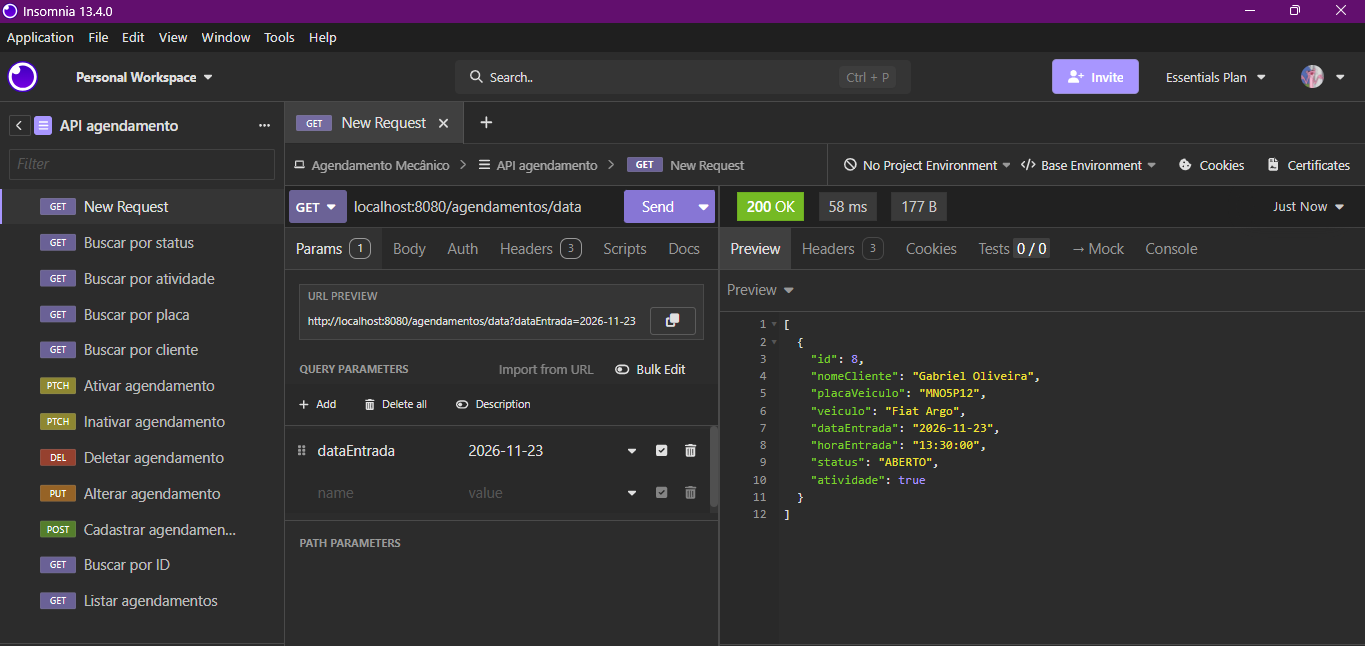 Insomnia 13.4.0
Application File Edit View Window Tools Help
Personal Workspace
Search..
Ctrl + P
Invite
Essentials Plan
API agendamento
GET New Request
Filter
Agendamento Mecânico > API agendamento > GET New Request
No Project Environment
Base Environment
Cookies
Certificates
GET New Request
GET Buscar por status
GET Buscar por atividade
GET Buscar por placa
GET Buscar por cliente
PTCH Ativar agendamento
PTCH Inativar agendamento
DEL Deletar agendamento
PUT Alterar agendamento
POST Cadastrar agendamen...
GET Buscar por ID
GET Listar agendamentos
GET localhost:8080/agendamentos/data Send
Params 1 Body Auth Headers 3 Scripts Docs
URL PREVIEW
http://localhost:8080/agendamentos/data?dataEntrada=2026-11-23
QUERY PARAMETERS Import from URL Bulk Edit
+ Add Delete all Description
dataEntrada 2026-11-23
name value
PATH PARAMETERS
200 OK 58 ms 177 B Just Now
Preview Headers 3 Cookies Tests 0 / 0 → Mock Console
Preview
1 [
2 {
3 "id": 8,
4 "nomeCliente": "Gabriel Oliveira",
5 "placaVeiculo": "MNO5P12",
6 "veiculo": "Fiat Argo",
7 "dataEntrada": "2026-11-23",
8 "horaEntrada": "13:30:00",
9 "status": "ABERTO",
10 "atividade": true
11 }
12 ]